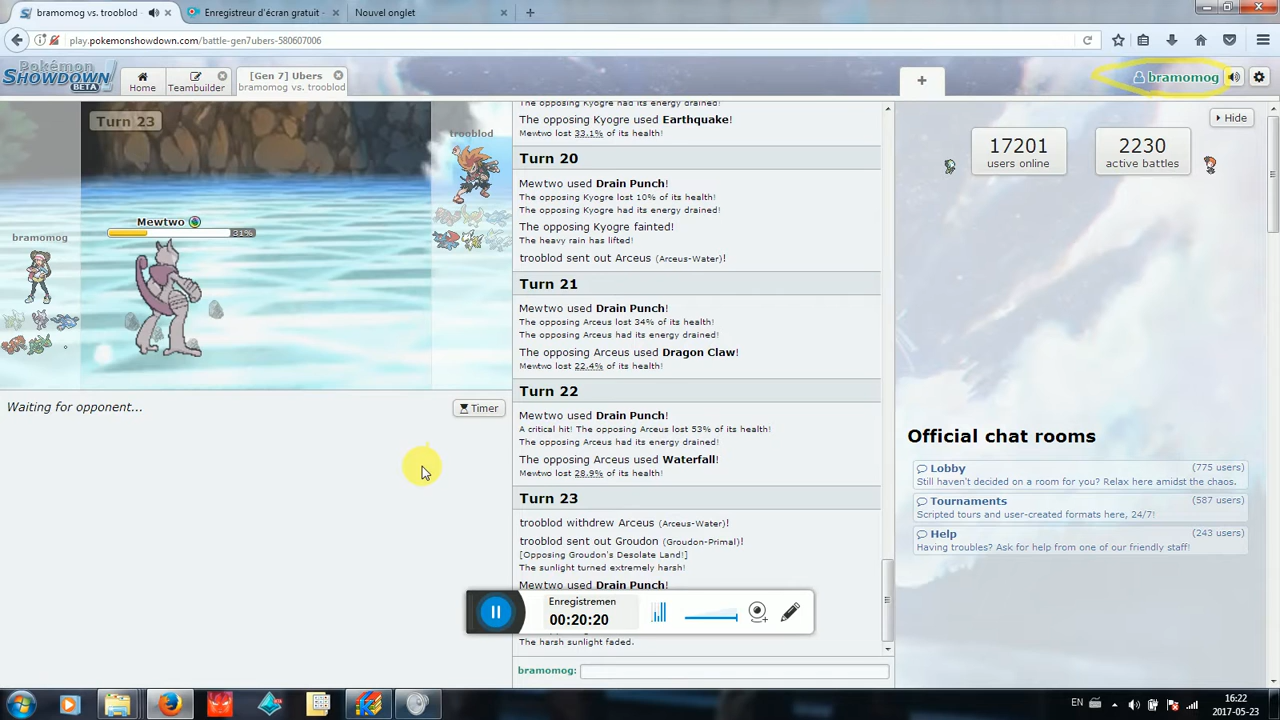 bramomog vs. trooblod
Enregistreur d'écran gratuit -
Nouvel onglet
play.pokemonshowdown.com/battle-gen7ubers-580607006
Pokémon
SHOWDOWN
BETA
Home
Teambuilder
[Gen 7] Ubers
bramomog vs. trooblod
+
bramomog
Turn 23
trooblod
bramomog
Mewtwo
31%
Waiting for opponent...
Timer
The opposing Kyogre had its energy drained!
The opposing Kyogre used Earthquake!
Mewtwo lost 33.1% of its health!
Turn 20
Mewtwo used Drain Punch!
The opposing Kyogre lost 10% of its health!
The opposing Kyogre had its energy drained!
The opposing Kyogre fainted!
The heavy rain has lifted!
trooblod sent out Arceus (Arceus-Water)!
Turn 21
Mewtwo used Drain Punch!
The opposing Arceus lost 34% of its health!
The opposing Arceus had its energy drained!
The opposing Arceus used Dragon Claw!
Mewtwo lost 22.4% of its health!
Turn 22
Mewtwo used Drain Punch!
A critical hit! The opposing Arceus lost 53% of its health!
The opposing Arceus had its energy drained!
The opposing Arceus used Waterfall!
Mewtwo lost 28.9% of its health!
Turn 23
trooblod withdrew Arceus (Arceus-Water)!
trooblod sent out Groudon (Groudon-Primal)!
[Opposing Groudon's Desolate Land!]
The sunlight turned extremely harsh!
Mewtwo used Drain Punch!
The harsh sunlight faded.
bramomog:
Enregistremen
00:20:20
Hide
17201
users online
2230
active battles
Official chat rooms
Lobby (775 users)
Still haven't decided on a room for you? Relax here amidst the chaos.
Tournaments (587 users)
Scripted tours and user-created formats here, 24/7!
Help (243 users)
Having troubles? Ask for help from one of our friendly staff!
EN
16:22
2017-05-23